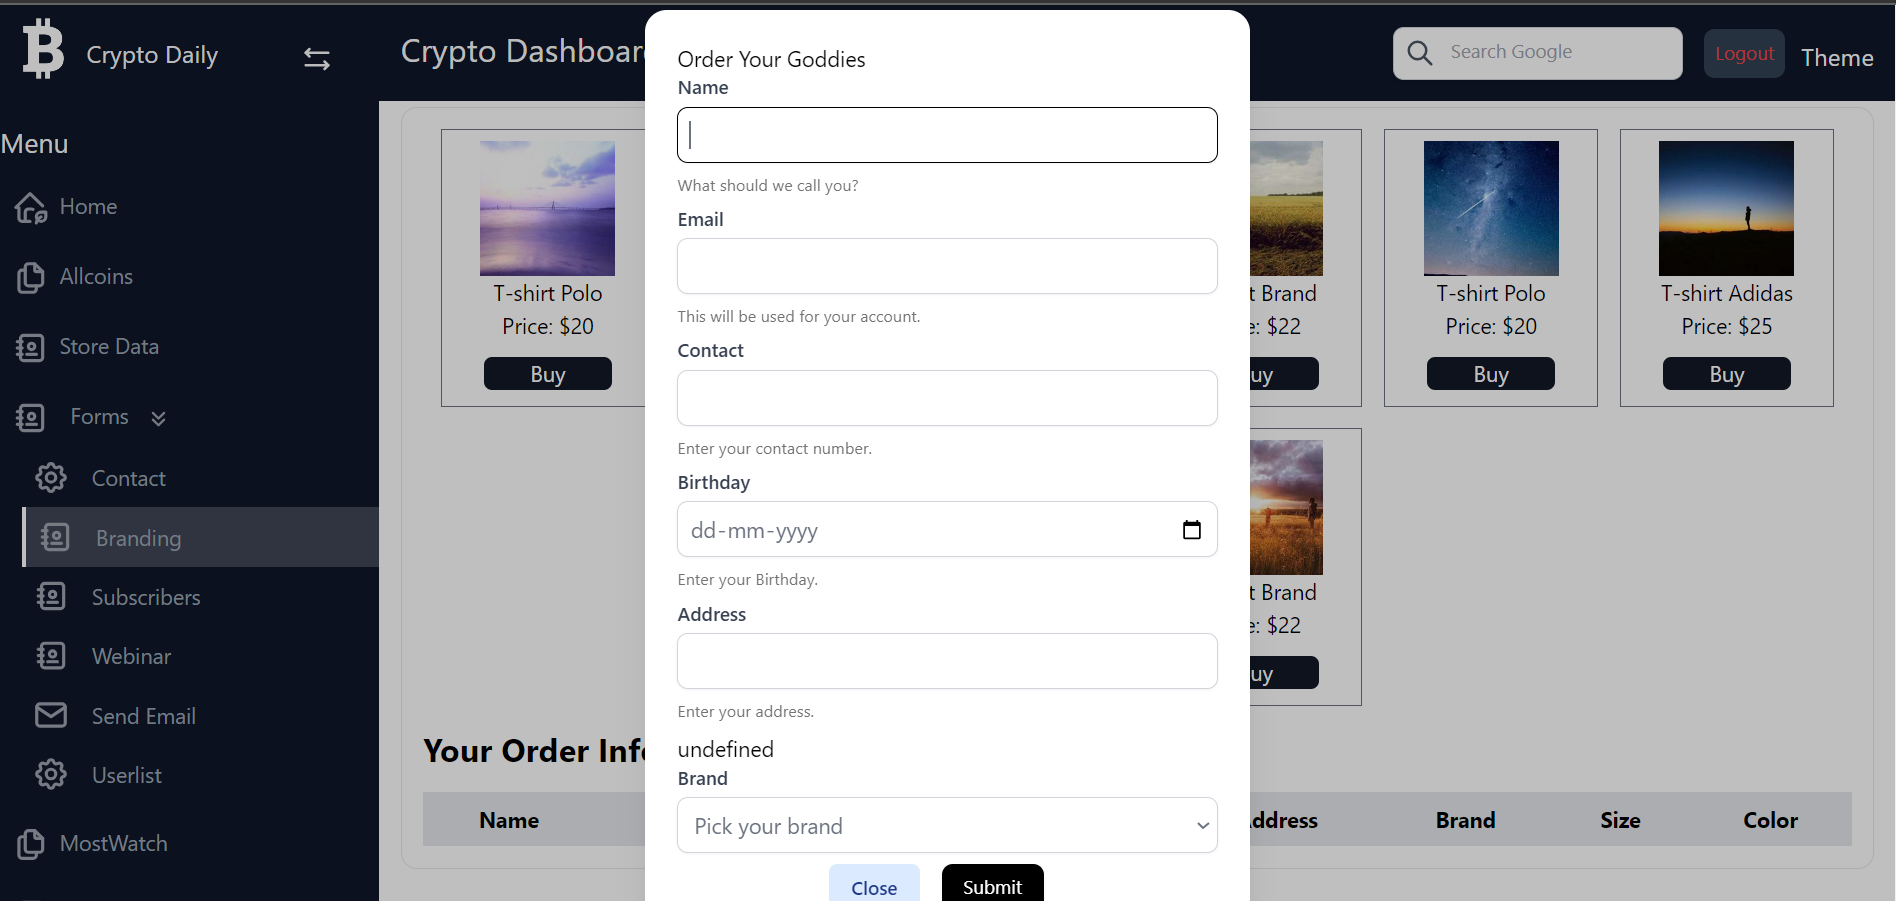 Crypto Daily
Crypto Dashboar
Search Google
Logout
Theme
Menu
Home
Allcoins
Store Data
Forms
Contact
Branding
Subscribers
Webinar
Send Email
Userlist
MostWatch
T-shirt Polo
Price: $20
Buy
Order Your Goddies
Name
What should we call you?
Email
This will be used for your account.
Contact
Enter your contact number.
Birthday
dd-mm-yyyy
Enter your Birthday.
Address
Enter your address.
undefined
Brand
Pick your brand
Close
Submit
t Brand
e: $22
uy
T-shirt Polo
Price: $20
Buy
T-shirt Adidas
Price: $25
Buy
t Brand
e: $22
uy
Your Order Inf
Name
ddress
Brand
Size
Color